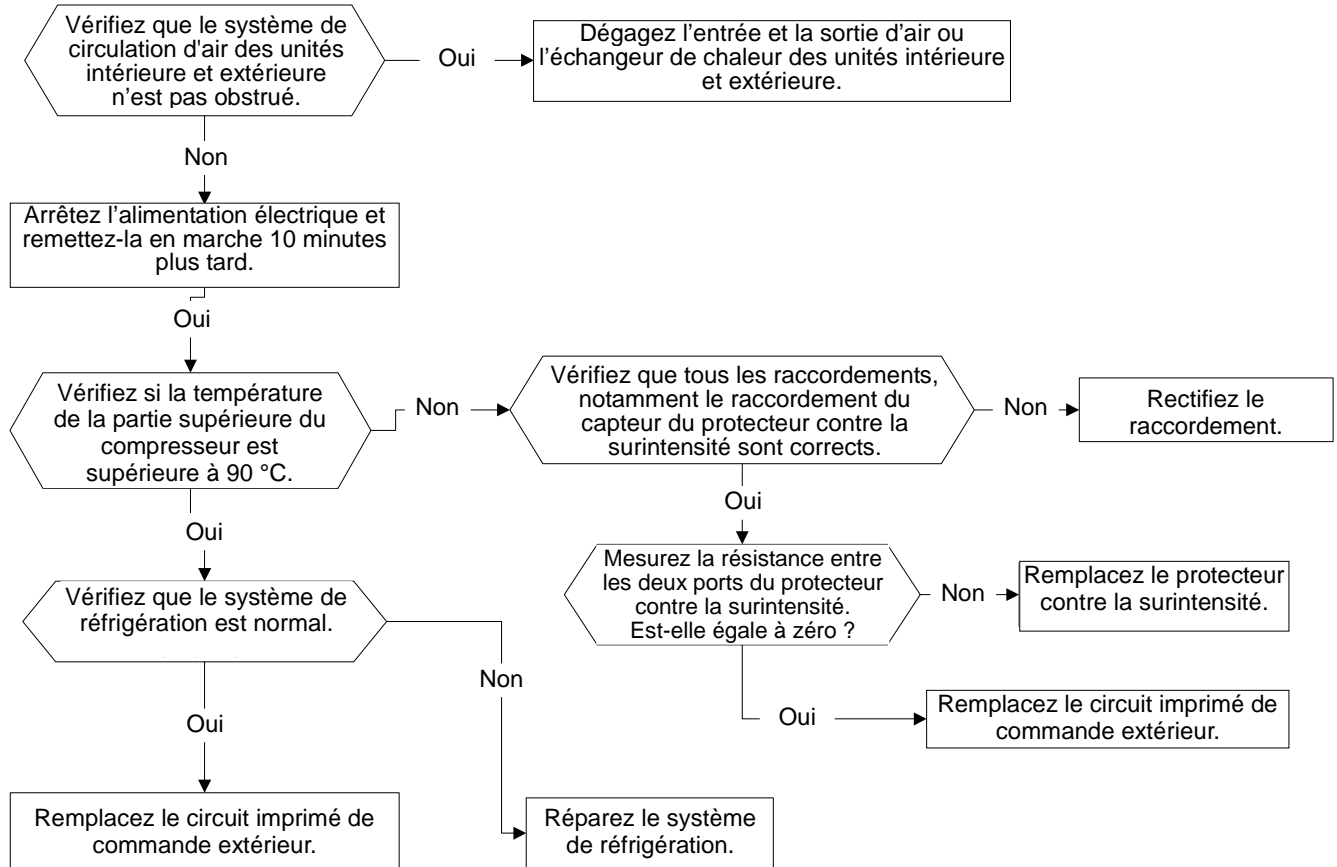 Vérifiez que le système de
circulation d'air des unités
intérieure et extérieure
n’est pas obstrué.
Oui
Dégagez l’entrée et la sortie d’air ou
l’échangeur de chaleur des unités intérieure
et extérieure.
Non
Arrêtez l’alimentation électrique et
remettez-la en marche 10 minutes
plus tard.
Oui
Vérifiez si la température
de la partie supérieure du
compresseur est
supérieure à 90 °C.
Non
Vérifiez que tous les raccordements,
notamment le raccordement du
capteur du protecteur contre la
surintensité sont corrects.
Non
Rectifiez le
raccordement.
Oui
Oui
Mesurez la résistance entre
les deux ports du protecteur
contre la surintensité.
Est-elle égale à zéro ?
Non
Remplacez le protecteur
contre la surintensité.
Vérifiez que le système de
réfrigération est normal.
Non
Oui
Oui
Remplacez le circuit imprimé de
commande extérieur.
Remplacez le circuit imprimé de
commande extérieur.
Réparez le système
de réfrigération.